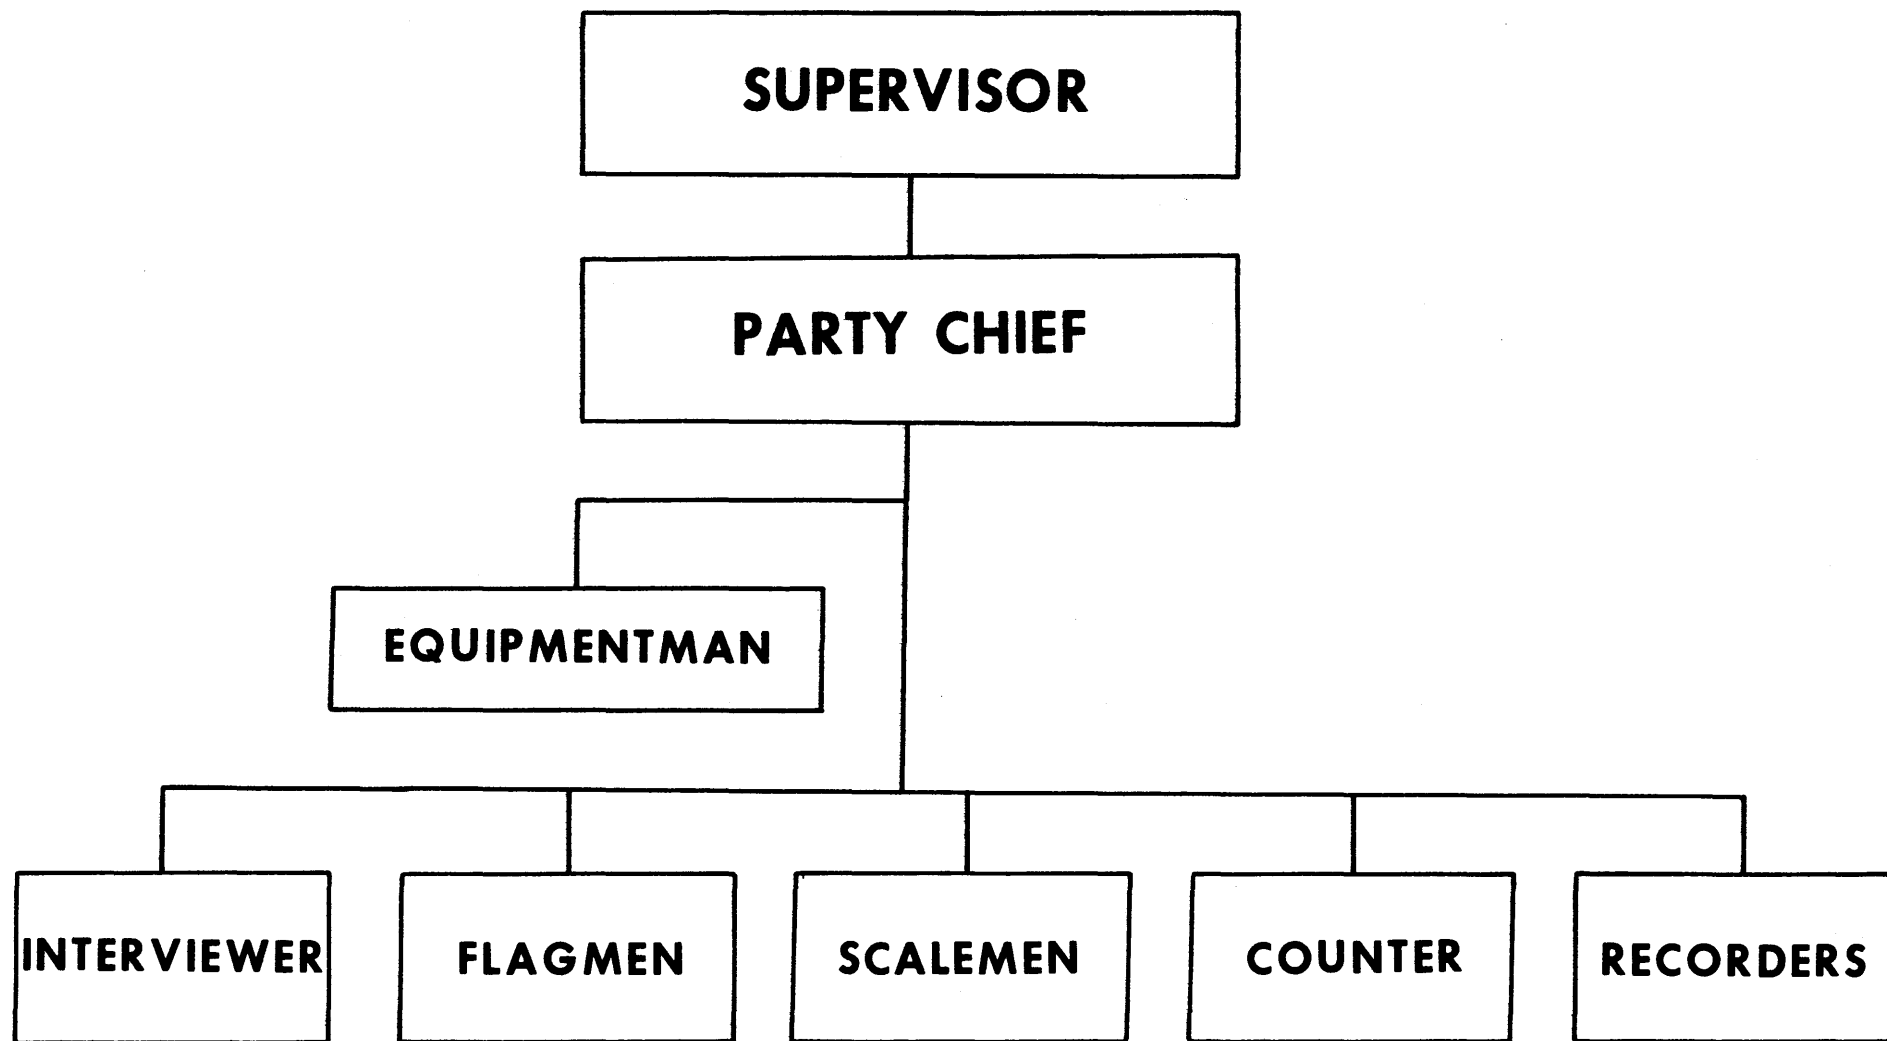 SUPERVISOR
PARTY CHIEF
EQUIPMENTMAN
INTERVIEWER
FLAGMEN
SCALEMEN
COUNTER
RECORDERS